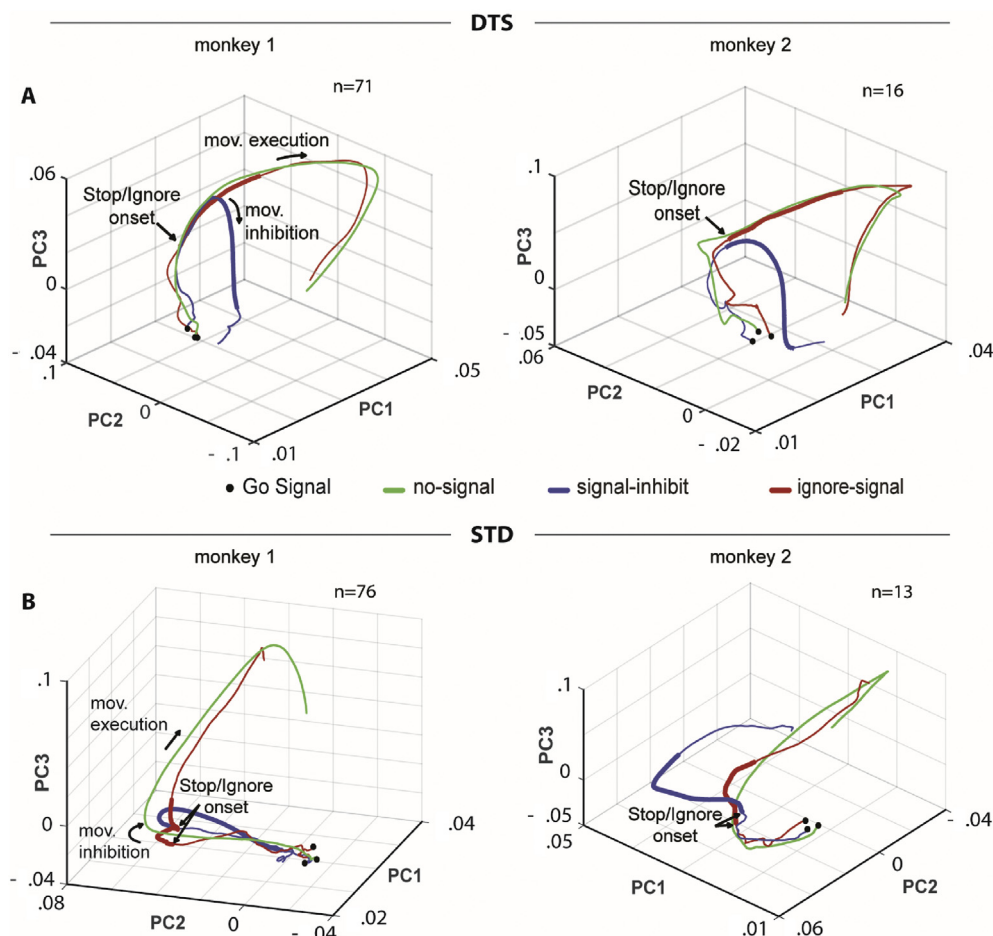 DTS
monkey 1
monkey 2
A
n=71
n=16
mov. execution
.06
Stop/Ignore
onset
mov.
inhibition
PC3
0
- .04
.1
PC2
0
- .1
.01
PC1
.05
.1
Stop/Ignore
onset
PC3
0
- .05
.06
PC2
0
- .02
.01
PC1
.04
Go Signal
no-signal
signal-inhibit
ignore-signal
STD
monkey 1
monkey 2
B
n=76
n=13
.1
mov.
execution
PC3
Stop/Ignore
onset
0
mov.
inhibition
- .04
.08
PC2
0
- .04
.02
PC1
.04
.1
PC3
0
Stop/Ignore
onset
- .05
.05
PC1
.01
.06
PC2
0
- .04